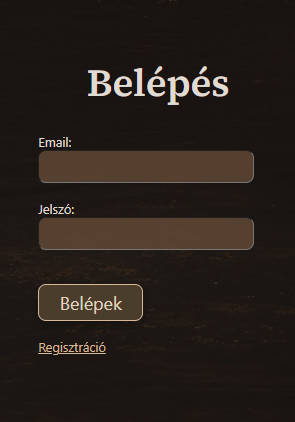 Belépés
Email:
Jelszó:
Belépek
Regisztráció